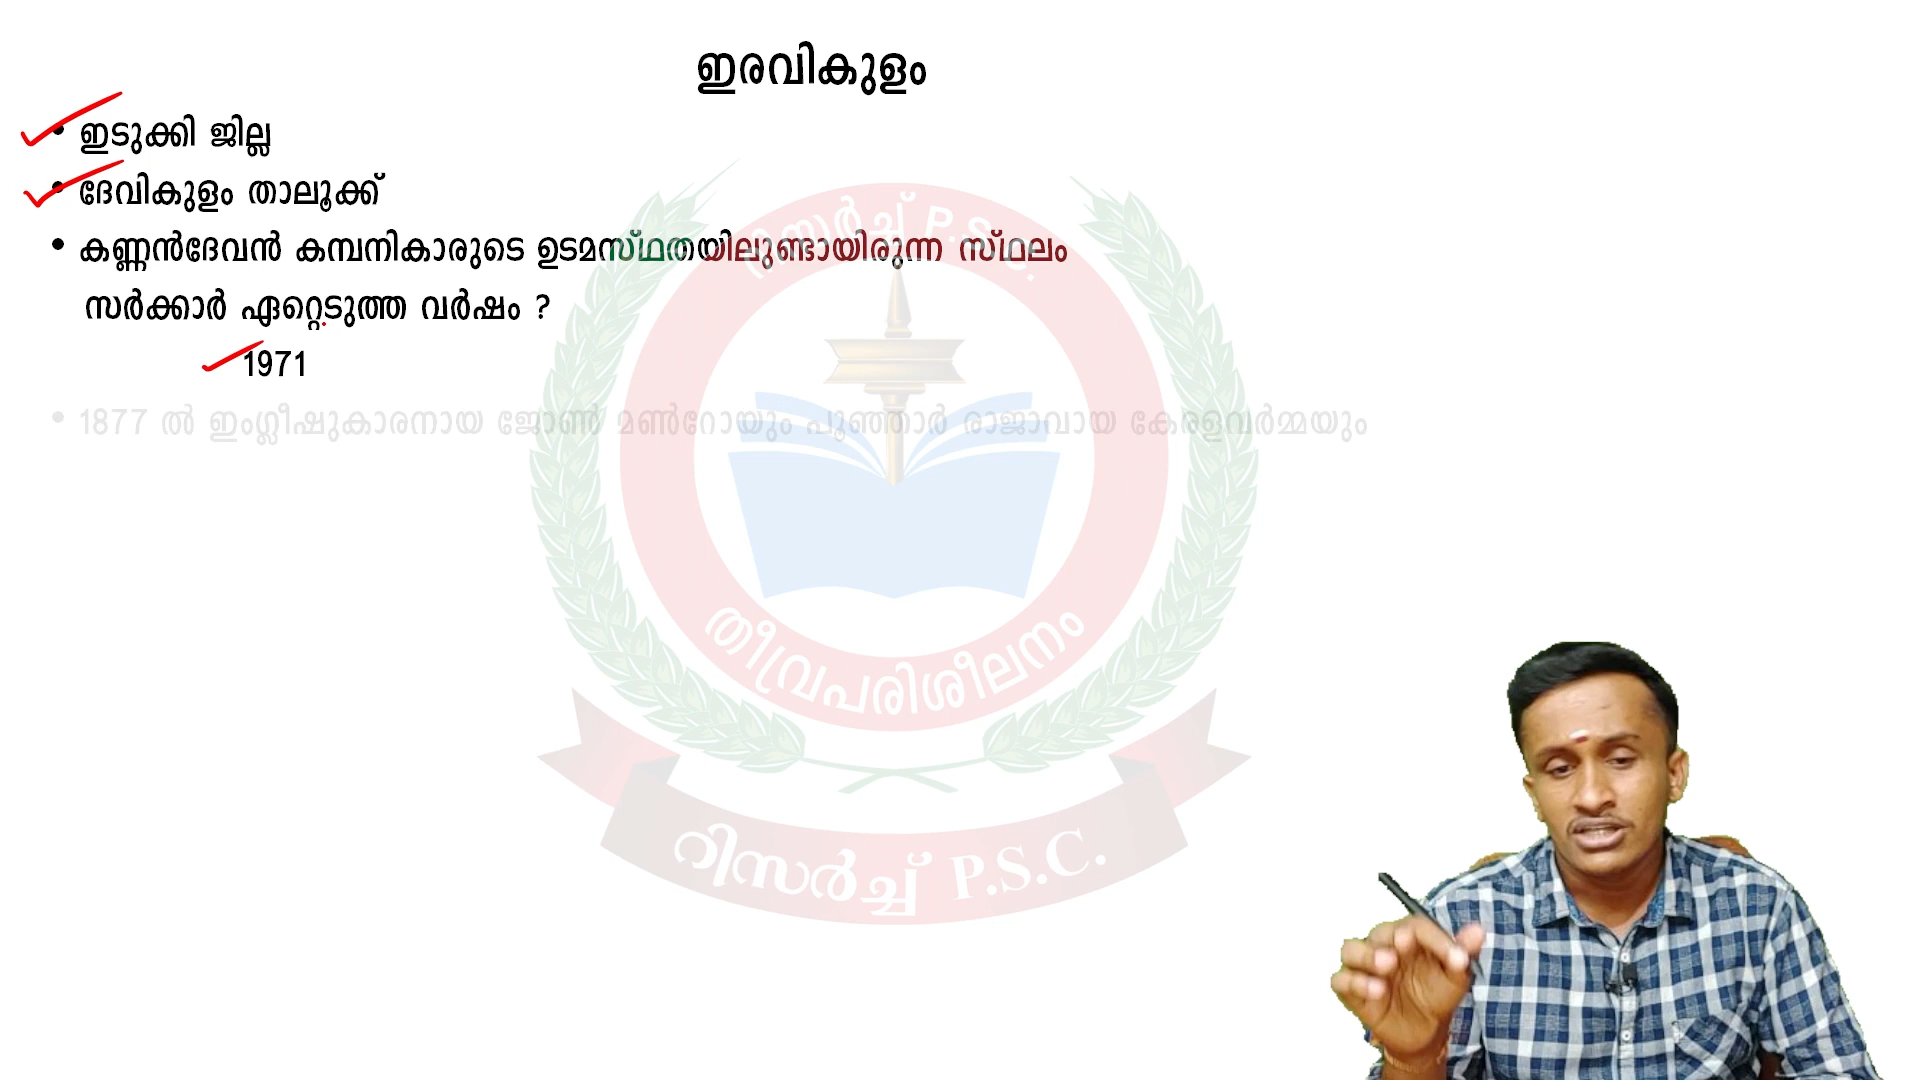 ഇരവികുളം
• ഇടുക്കി ജില്ല
• ദേവികുളം താലൂക്ക്
• കണ്ണൻദേവൻ കമ്പനികാരുടെ ഉടമസ്ഥതയിലുണ്ടായിരുന്ന സ്ഥലം
സർക്കാർ ഏറ്റെടുത്ത വർഷം ?
1971
• 1877 ൽ ഇംഗ്ലീഷുകാരനായ ജോൺ മൺറോയും പൂഞ്ഞാർ രാജാവായ കേരളവർമ്മയും
റിസർച്ച് P.S.C.
തീവ്രപരിശീലനം
റിസർച്ച് P.S.C.